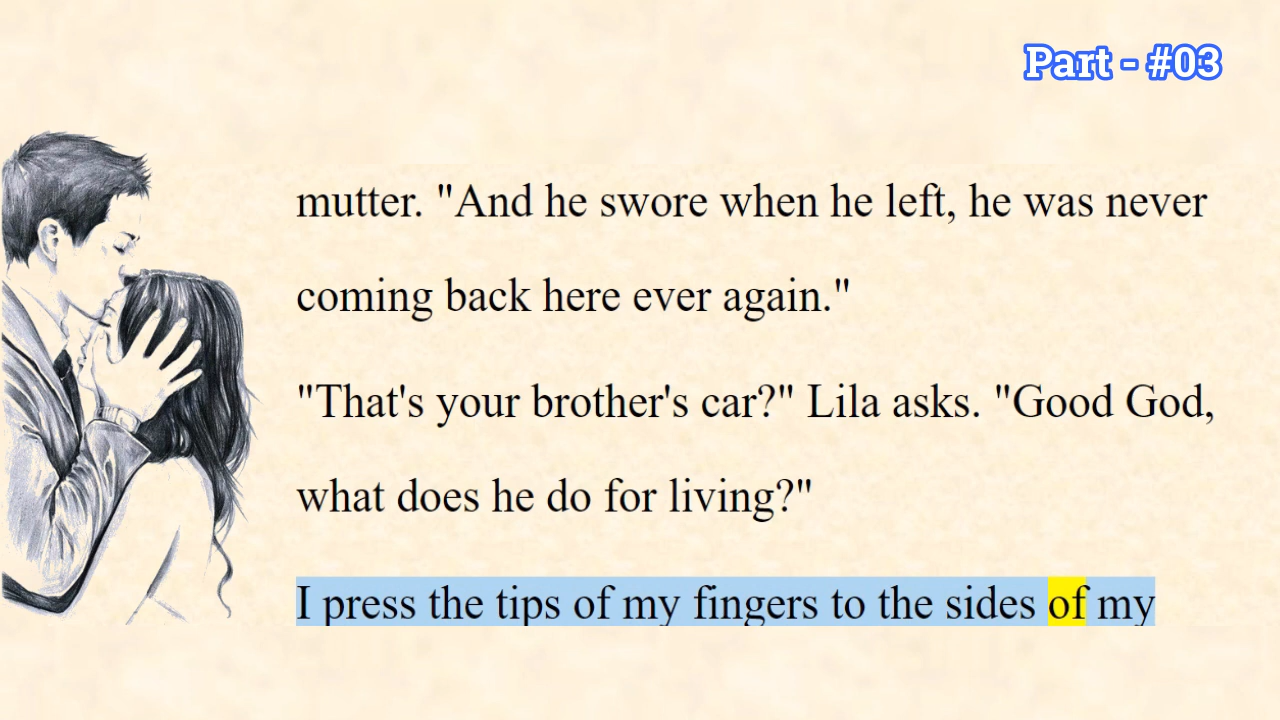 Part - #03
mutter. "And he swore when he left, he was never
coming back here ever again."
"That's your brother's car?" Lila asks. "Good God,
what does he do for living?"
I press the tips of my fingers to the sides of my